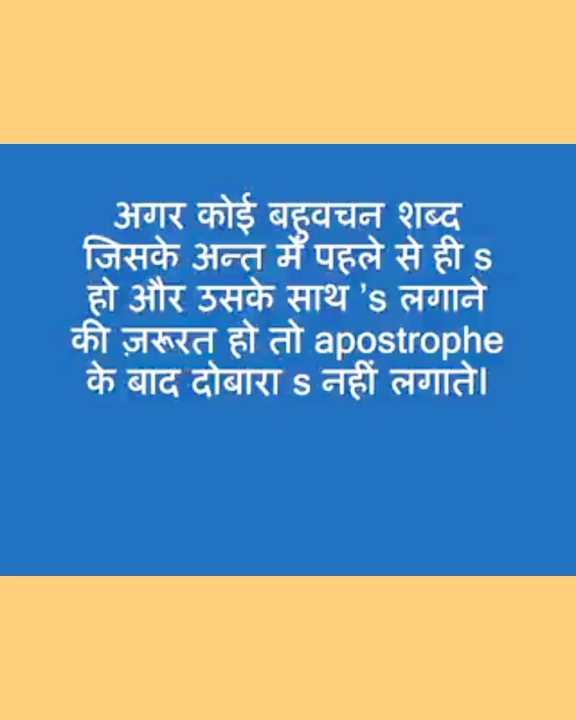 अगर कोई बहुवचन शब्द
जिसके अन्त में पहले से ही s
हो और उसके साथ 's लगाने
की ज़रूरत हो तो apostrophe
के बाद दोबारा s नहीं लगाते।